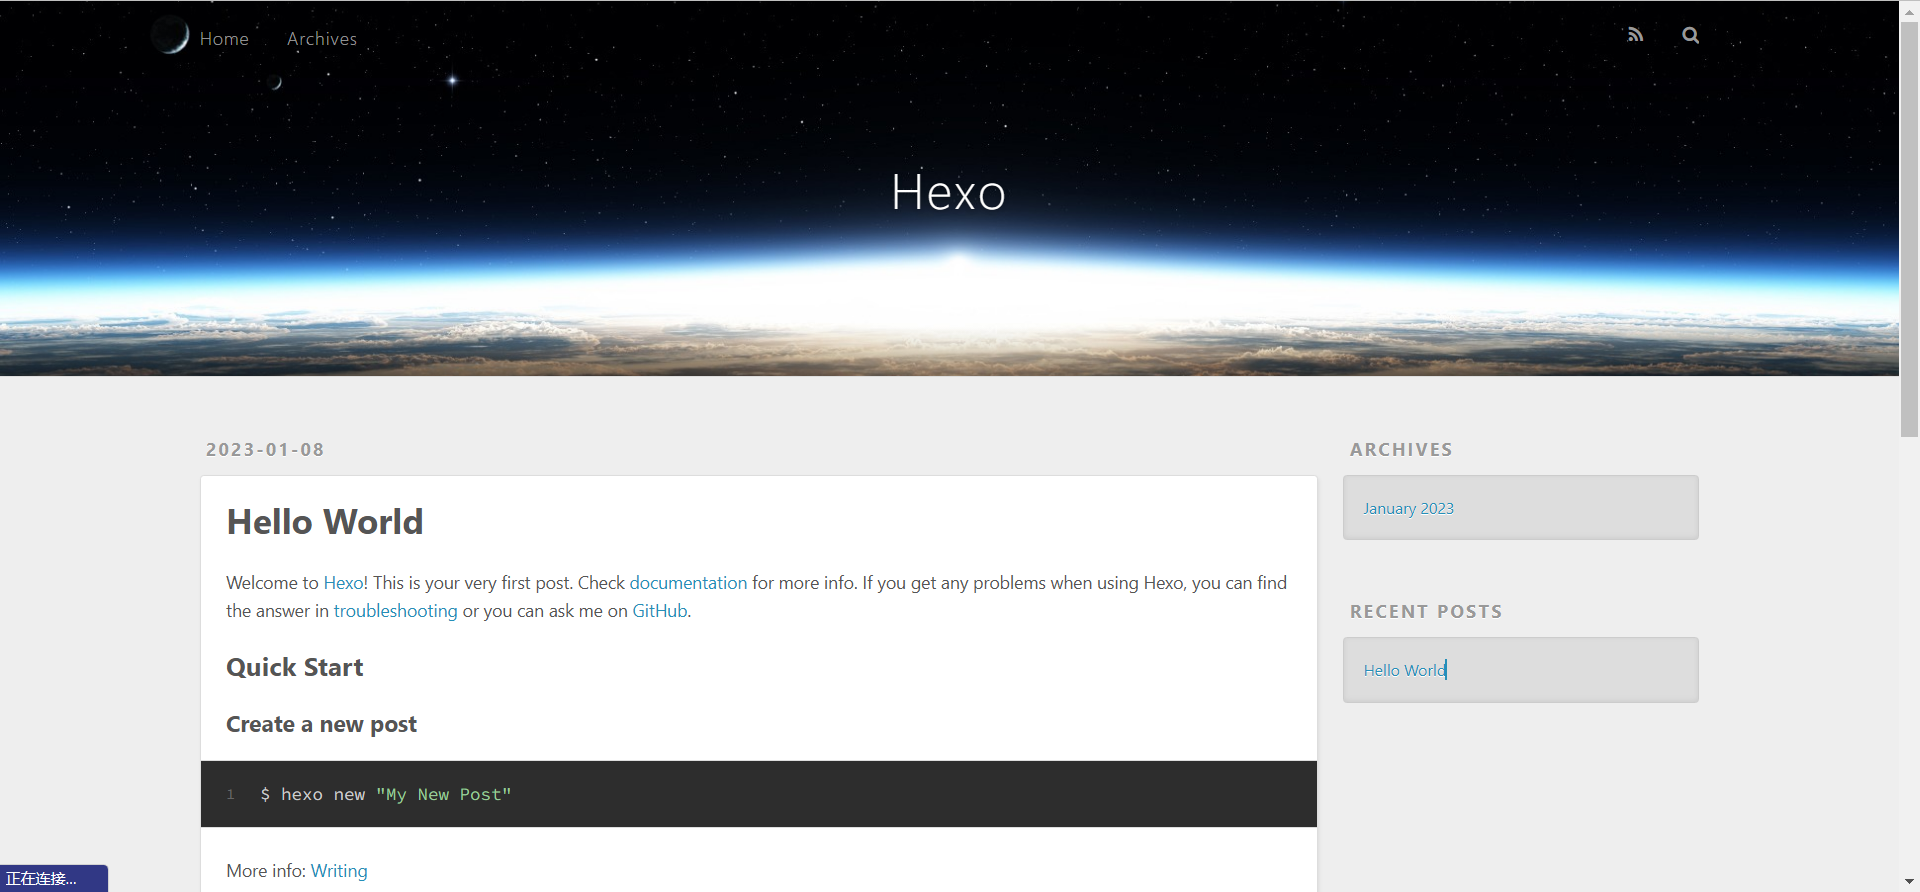 Home Archives
Hexo
2023-01-08
Hello World
Welcome to Hexo! This is your very first post. Check documentation for more info. If you get any problems when using Hexo, you can find
the answer in troubleshooting or you can ask me on GitHub.
Quick Start
Create a new post
1 $ hexo new "My New Post"
More info: Writing
ARCHIVES
January 2023
RECENT POSTS
Hello World
正在连接...